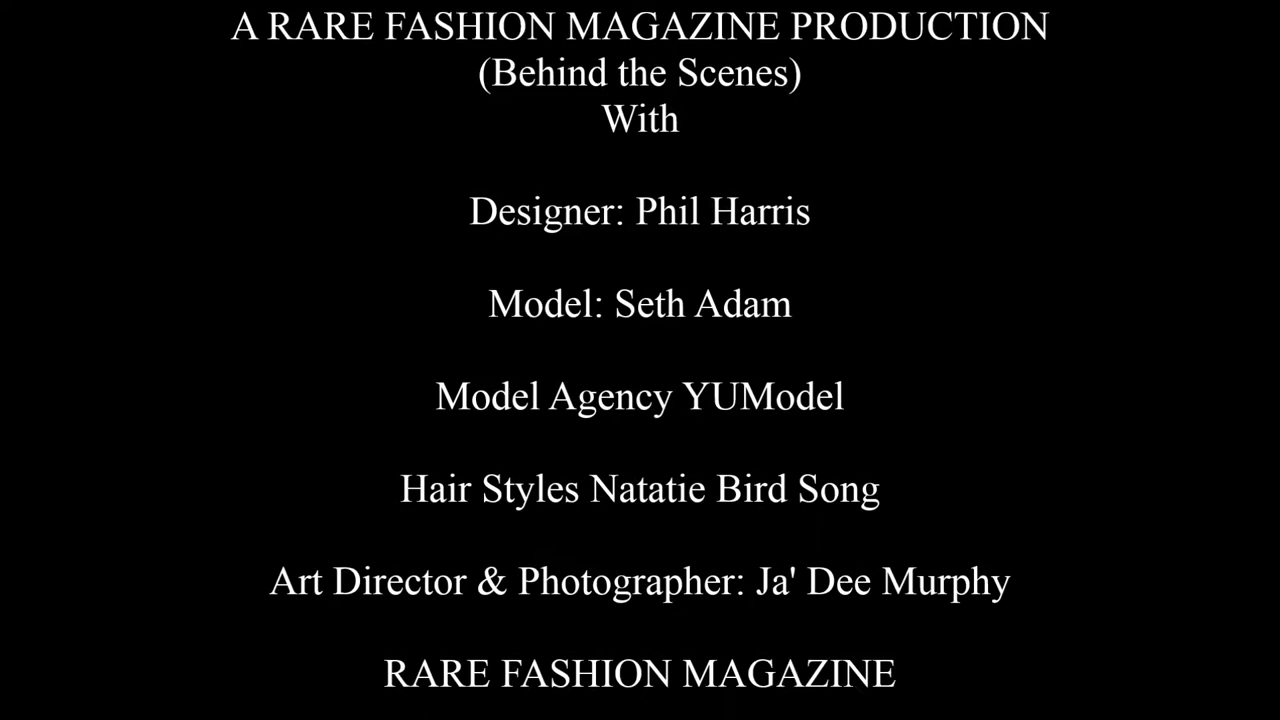 A RARE FASHION MAGAZINE PRODUCTION
(Behind the Scenes)
With
Designer: Phil Harris
Model: Seth Adam
Model Agency YUModel
Hair Styles Natatie Bird Song
Art Director & Photographer: Ja' Dee Murphy
RARE FASHION MAGAZINE